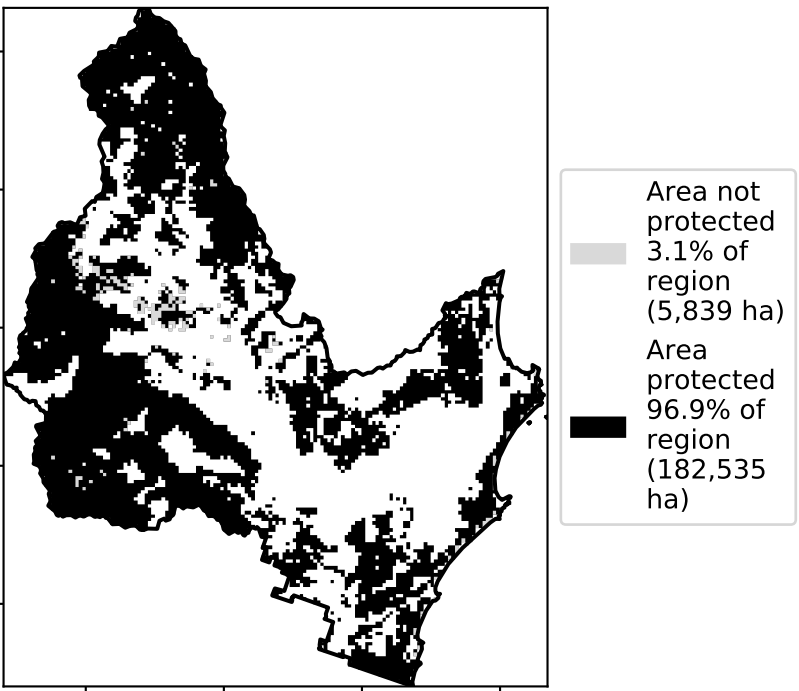 Area not
protected
3.1% of
region
(5,839 ha)
Area
protected
96.9% of
region
(182,535
ha)